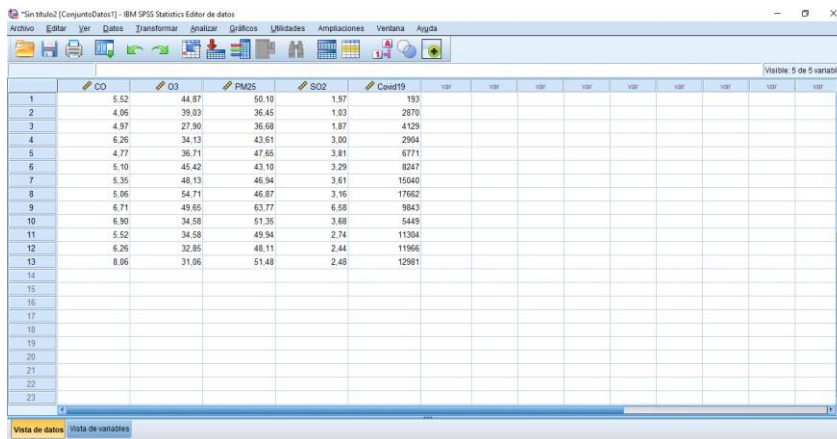 *Sin título2 [ConjuntoDatos1] - IBM SPSS Statistics Editor de datos
Archivo Editar Ver Datos Transformar Analizar Gráficos Utilidades Ampliaciones Ventana Ayuda
Visible: 5 de 5 variabl
CO O3 PM25 SO2 Covid19 var var var var var var var var
1 5,52 44,87 50,10 1,97 193
2 4,06 39,03 36,45 1,03 2870
3 4,97 27,90 36,68 1,87 4129
4 6,26 34,13 43,61 3,00 2904
5 4,77 36,71 47,65 3,81 6771
6 5,10 45,42 43,10 3,29 8247
7 5,35 48,13 46,94 3,61 15040
8 5,06 54,71 46,87 3,16 17662
9 6,71 49,65 63,77 6,58 9843
10 6,90 34,58 51,35 3,68 5449
11 5,52 34,58 49,94 2,74 11304
12 6,26 32,85 48,11 2,44 11966
13 8,06 31,06 51,48 2,48 12981
14
15
16
17
18
19
20
21
22
23
Vista de datos Vista de variables